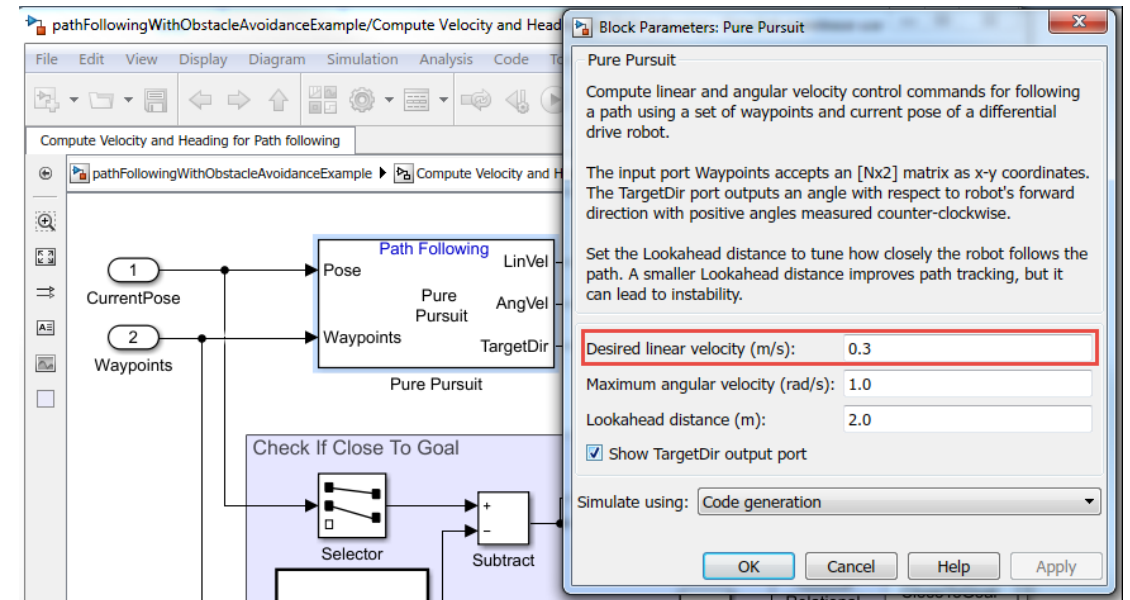 pathFollowingWithObstacleAvoidanceExample/Compute Velocity and Head
File Edit View Display Diagram Simulation Analysis Code
Compute Velocity and Heading for Path following
pathFollowingWithObstacleAvoidanceExample Compute Velocity and H
1
CurrentPose
2
Waypoints
Path Following
Pose
LinVel
Pure
Pursuit
AngVel
Waypoints
TargetDir
Pure Pursuit
Check If Close To Goal
Selector
+
−
Subtract
Block Parameters: Pure Pursuit
Pure Pursuit
Compute linear and angular velocity control commands for following
a path using a set of waypoints and current pose of a differential
drive robot.
The input port Waypoints accepts an [Nx2] matrix as x-y coordinates.
The TargetDir port outputs an angle with respect to robot's forward
direction with positive angles measured counter-clockwise.
Set the Lookahead distance to tune how closely the robot follows the
path. A smaller Lookahead distance improves path tracking, but it
can lead to instability.
Desired linear velocity (m/s): 0.3
Maximum angular velocity (rad/s): 1.0
Lookahead distance (m): 2.0
Show TargetDir output port
Simulate using: Code generation
OK Cancel Help Apply